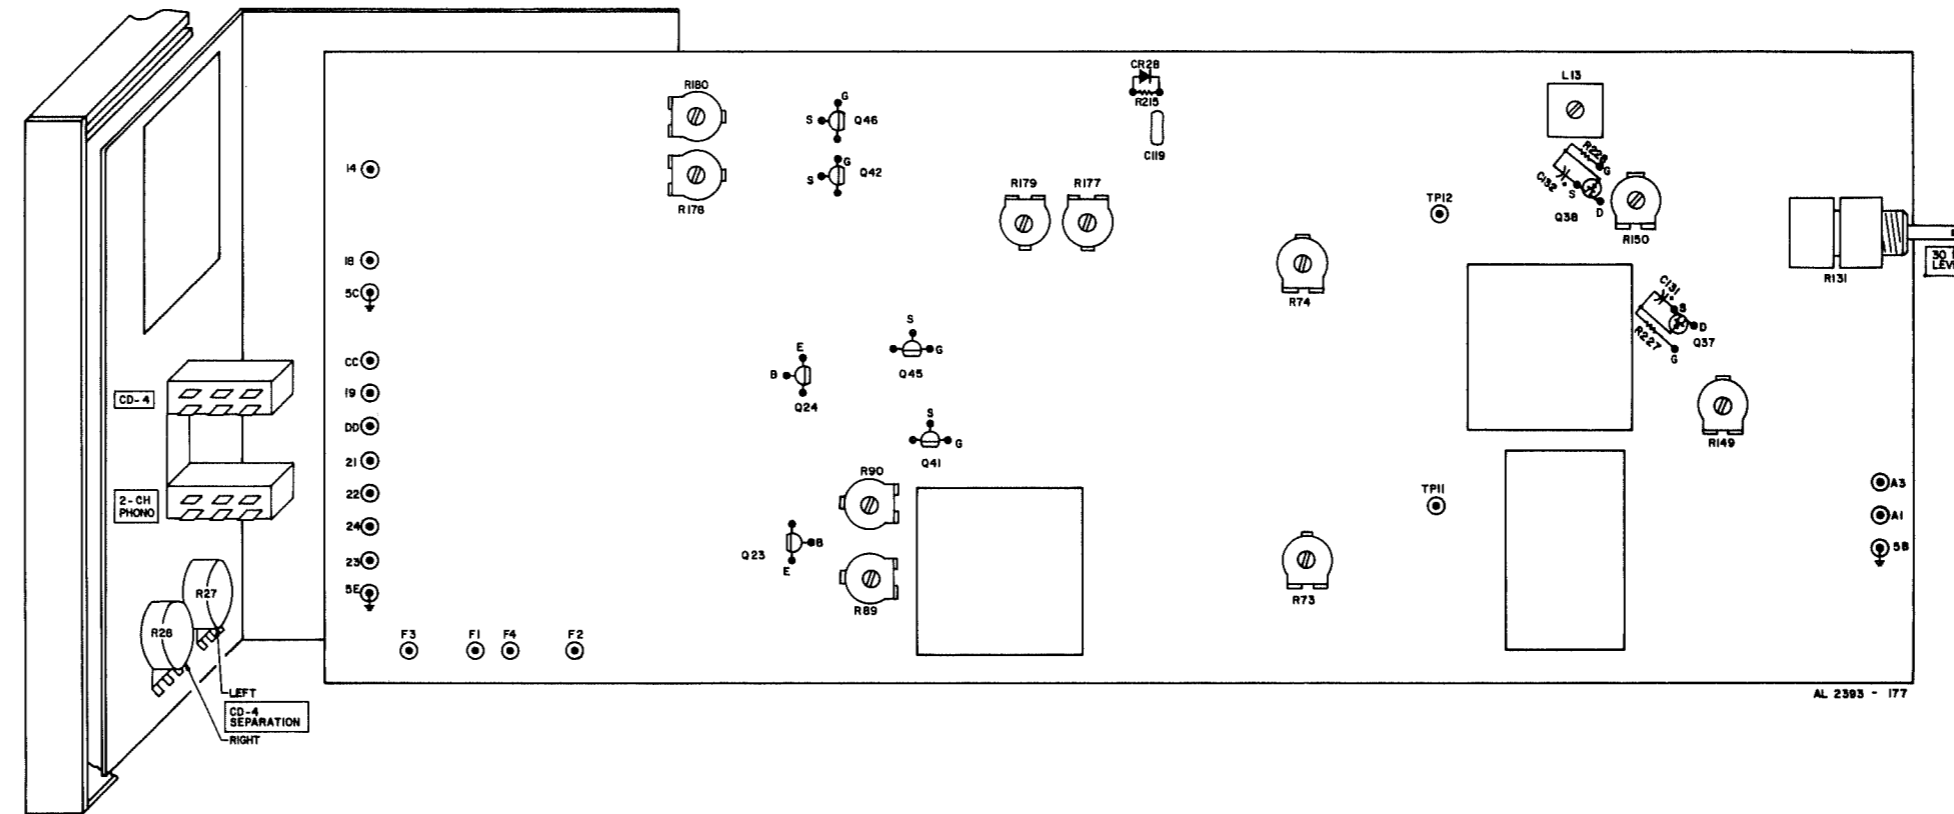 CR28
R215
C119
L13
R180
G
S
Q46
G
S
Q42
R178
14
R228
G
C132
S
D
Q38
R150
R179
R177
TP12
R131
18
5C
R74
C131
S
D
Q37
R227
G
S
G
Q45
E
B
Q24
CC
19
CD-4
DD
S
G
Q41
R149
21
R90
22
2-CH
PHONO
TP11
A3
A1
5B
24
Q23
B
E
23
5E
R89
R73
R27
R28
F3
F1
F4
F2
LEFT
CD-4
SEPARATION
RIGHT
AL 2393 - 177